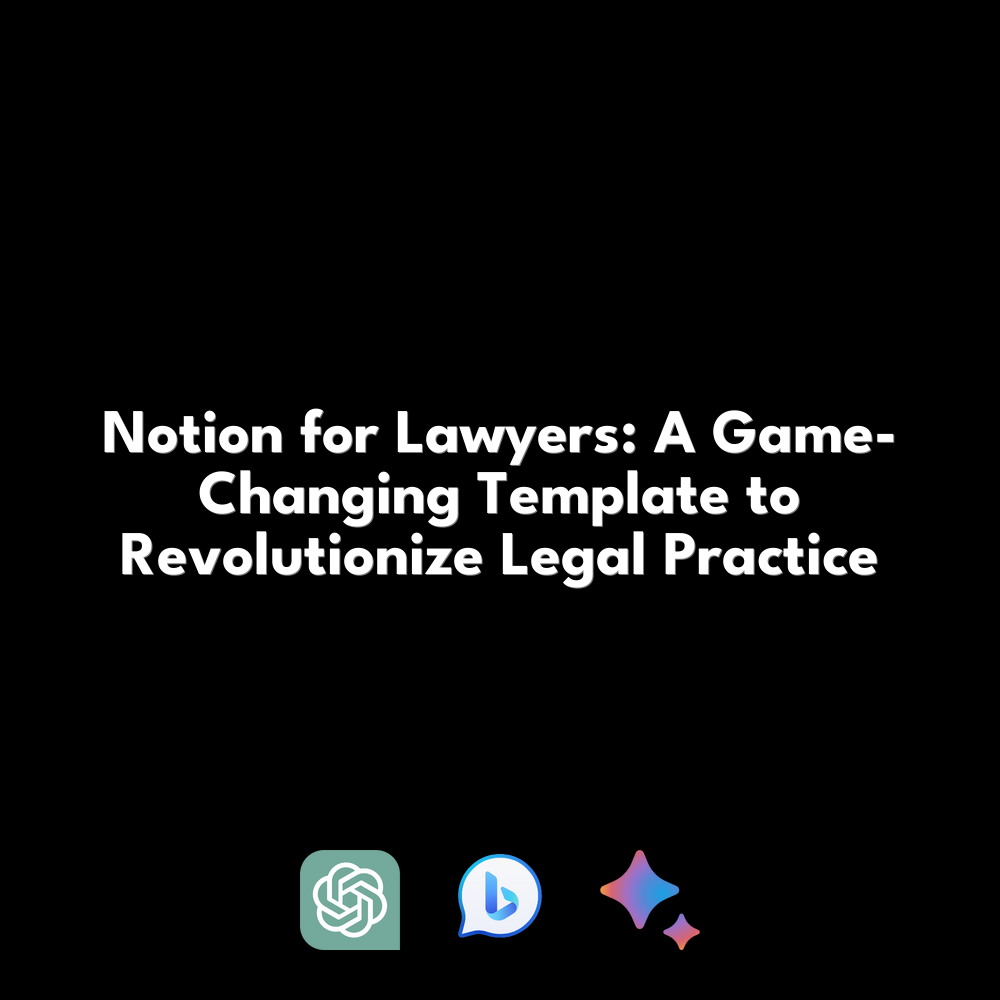 Notion for Lawyers: A Game-
Changing Template to
Revolutionize Legal Practice